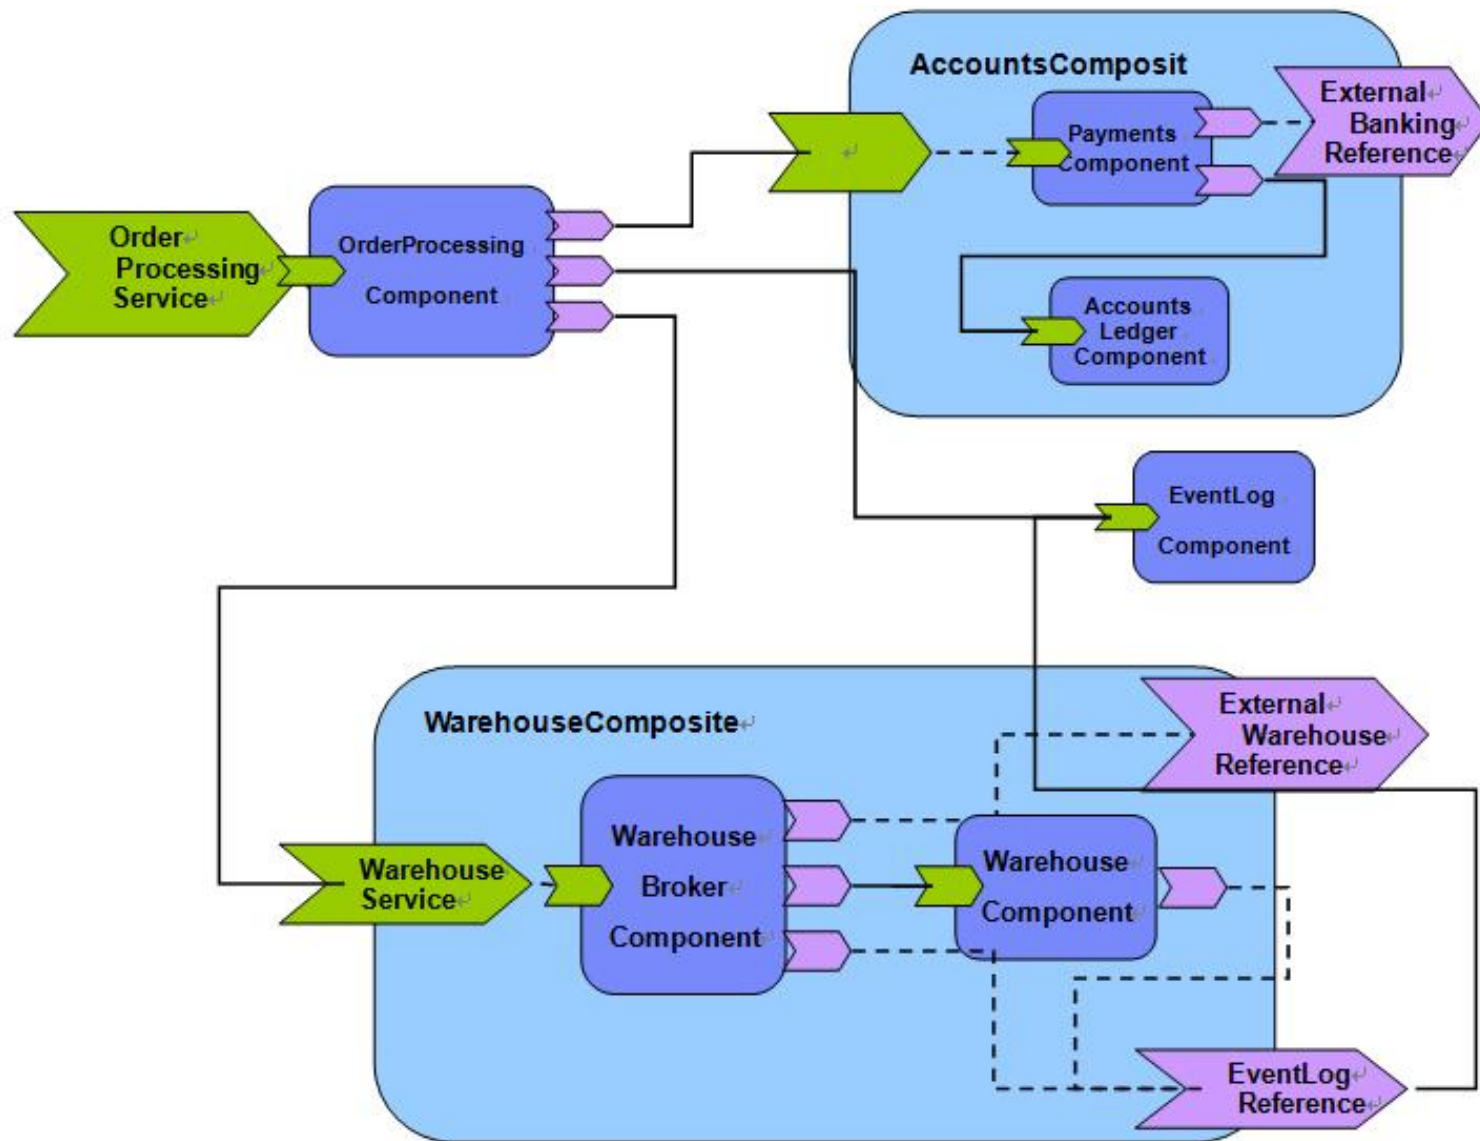 AccountsComposit
External
Banking
Reference
Payments
Component
Order
Processing
Service
OrderProcessing
Component
Accounts
Ledger
Component
EventLog
Component
WarehouseComposite
External
Warehouse
Reference
Warehouse
Service
Warehouse
Broker
Component
Warehouse
Component
EventLog
Reference